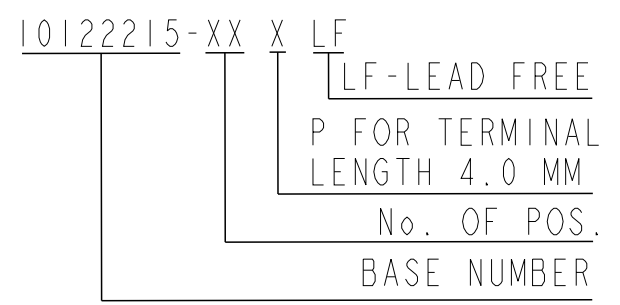 10122215-XX X LF
LF-LEAD FREE
P FOR TERMINAL
LENGTH 4.0 MM
No. OF POS.
BASE NUMBER